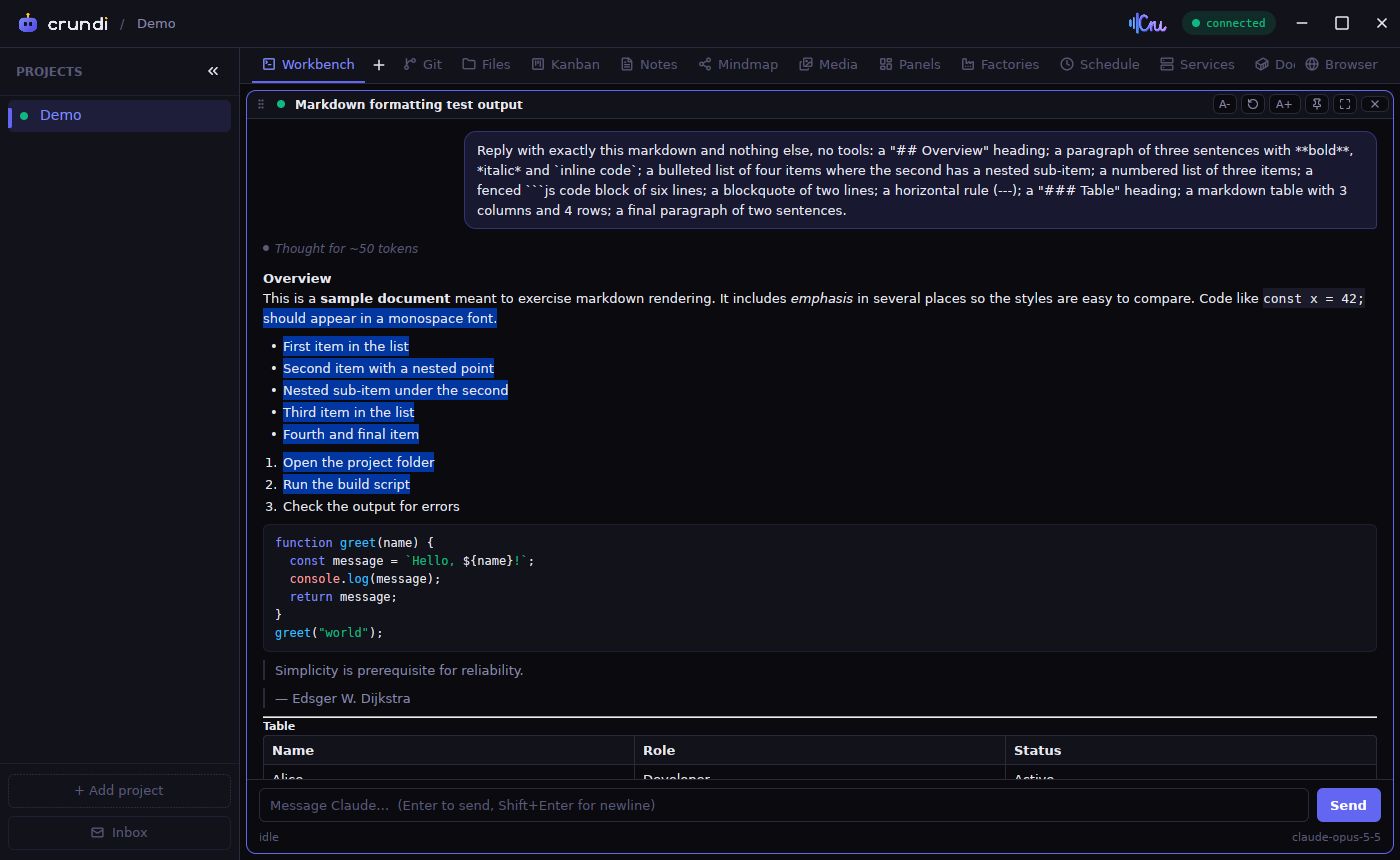 crundi / Demo
Cru
connected
PROJECTS
Demo
+ Add project
Inbox
Workbench + Git Files Kanban Notes Mindmap Media Panels Factories Schedule Services Doc Browser
Markdown formatting test output
A- A+
Reply with exactly this markdown and nothing else, no tools: a "## Overview" heading; a paragraph of three sentences with **bold**,
*italic* and `inline code`; a bulleted list of four items where the second has a nested sub-item; a numbered list of three items; a
fenced ```js code block of six lines; a blockquote of two lines; a horizontal rule (---); a "### Table" heading; a markdown table with 3
columns and 4 rows; a final paragraph of two sentences.
Thought for ~50 tokens
Overview
This is a sample document meant to exercise markdown rendering. It includes emphasis in several places so the styles are easy to compare. Code like const x = 42;
should appear in a monospace font.
• First item in the list
• Second item with a nested point
• Nested sub-item under the second
• Third item in the list
• Fourth and final item
1. Open the project folder
2. Run the build script
3. Check the output for errors
function greet(name) {
  const message = `Hello, ${name}!`;
  console.log(message);
  return message;
}
greet("world");
Simplicity is prerequisite for reliability.
— Edsger W. Dijkstra
Table
Name Role Status
Alice Developer Active
Message Claude... (Enter to send, Shift+Enter for newline)
Send
idle
claude-opus-5-5